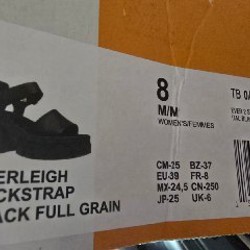 8
M/M
WOMEN'S/FEMMES
TB 0A
CM-25 BZ-37
EU-39 FR-8
MX-24,5 CN-250
JP-25 UK-6
ERLEIGH
CKSTRAP
ACK FULL GRAIN